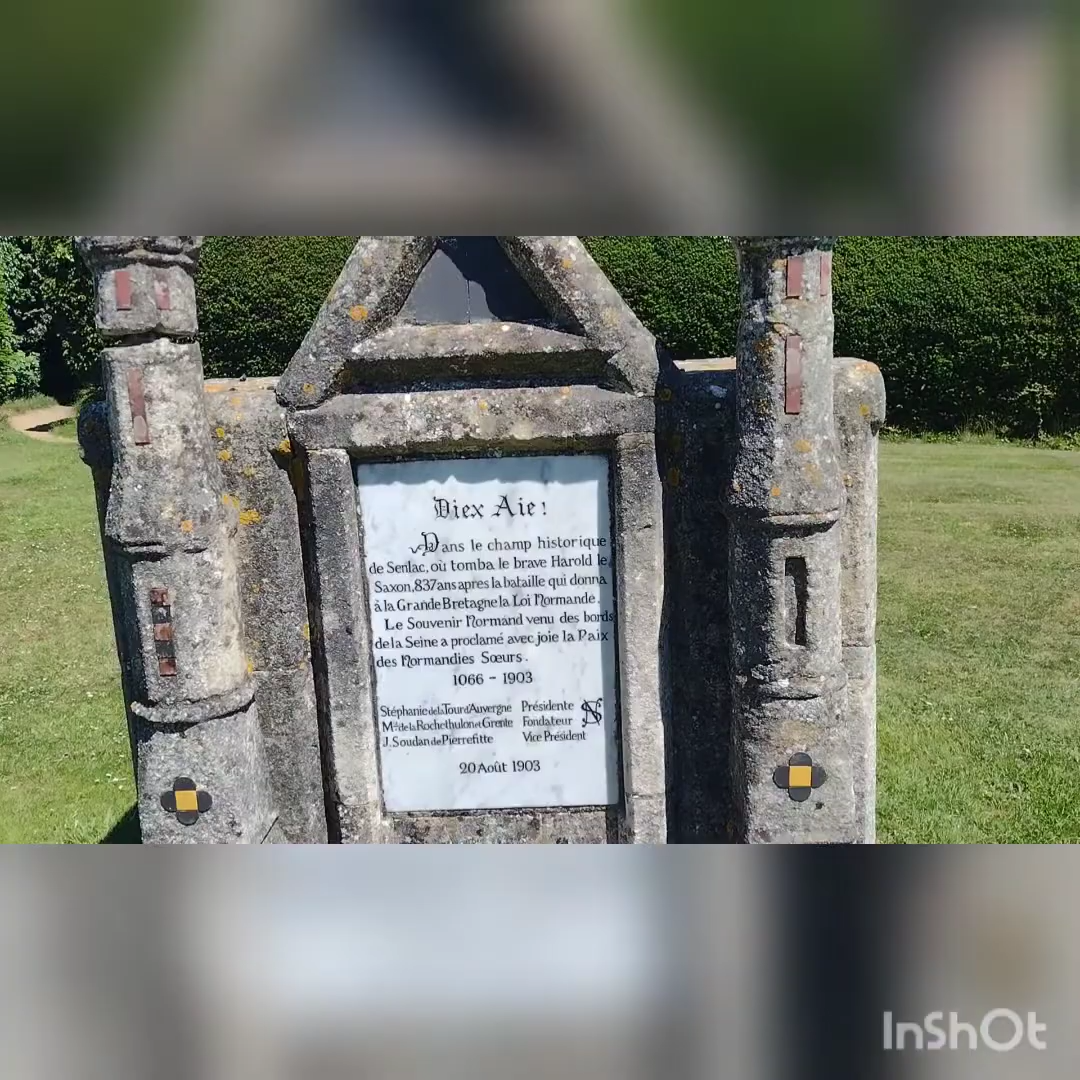 Diex Aie!
Dans le champ historique
de Senlac, où tomba le brave Harold le
Saxon, 837 ans apres la bataille qui donna
à la Grande Bretagne la Loi Normande.
Le Souvenir Normand venu des bords
de la Seine a proclamé avec joie la Paix
des Normandies Sœurs.
1066 - 1903
Stéphanie de la Tour d'Auvergne Présidente
Mis de la Rochethulon et Grente Fondateur
J. Soudan de Pierrefitte Vice Président
SN
20 Août 1903
InShOt